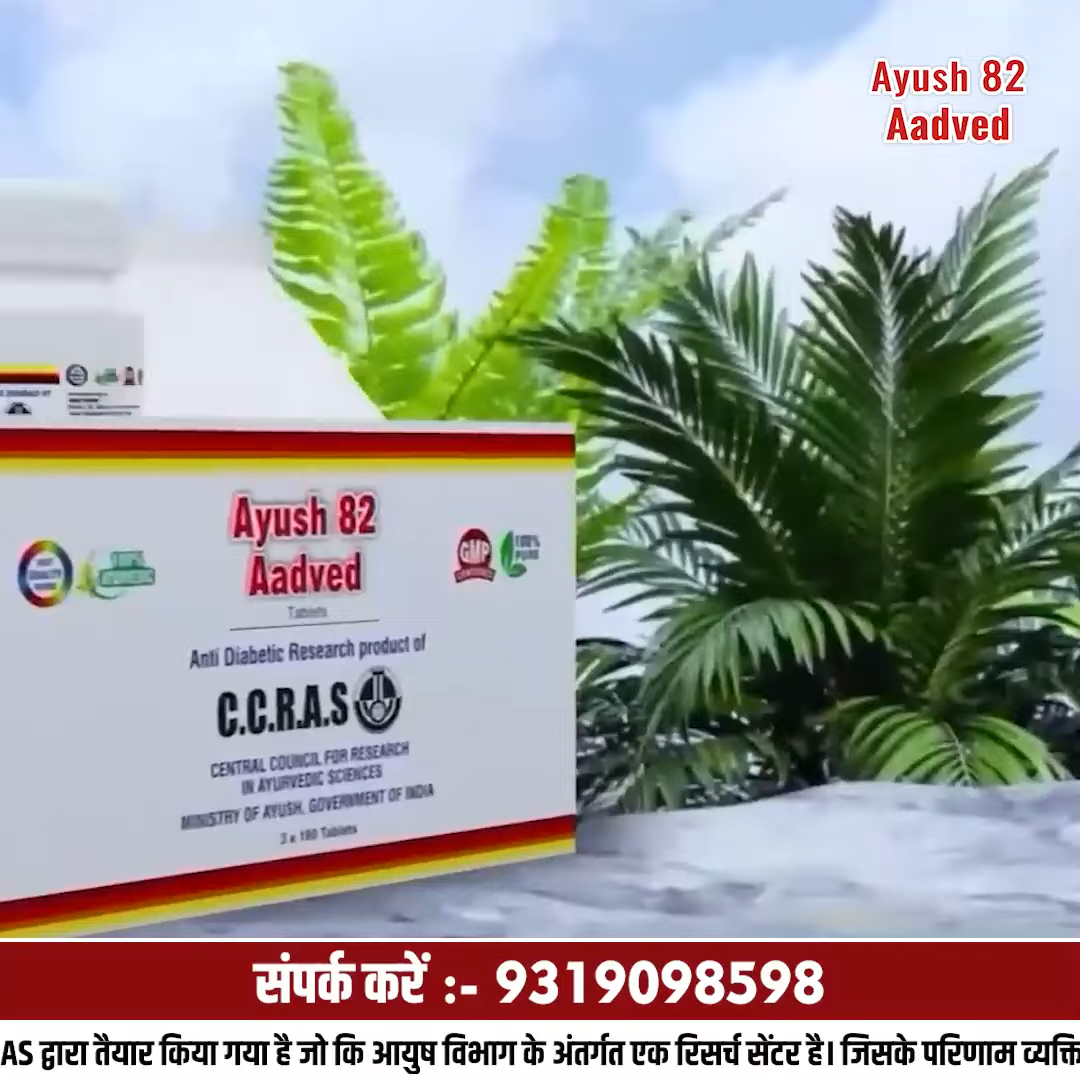 Ayush 82
Aadved
Ayush 82
Aadved
Tablets
Anti Diabetic Research product of
C.C.R.A.S
CENTRAL COUNCIL FOR RESEARCH
IN AYURVEDIC SCIENCES
MINISTRY OF AYUSH, GOVERNMENT OF INDIA
3 x 180 Tablets
GMP
100%
PURE
संपर्क करें :- 9319098598
AS द्वारा तैयार किया गया है जो कि आयुष विभाग के अंतर्गत एक रिसर्च सेंटर है। जिसके परिणाम व्यक्ति